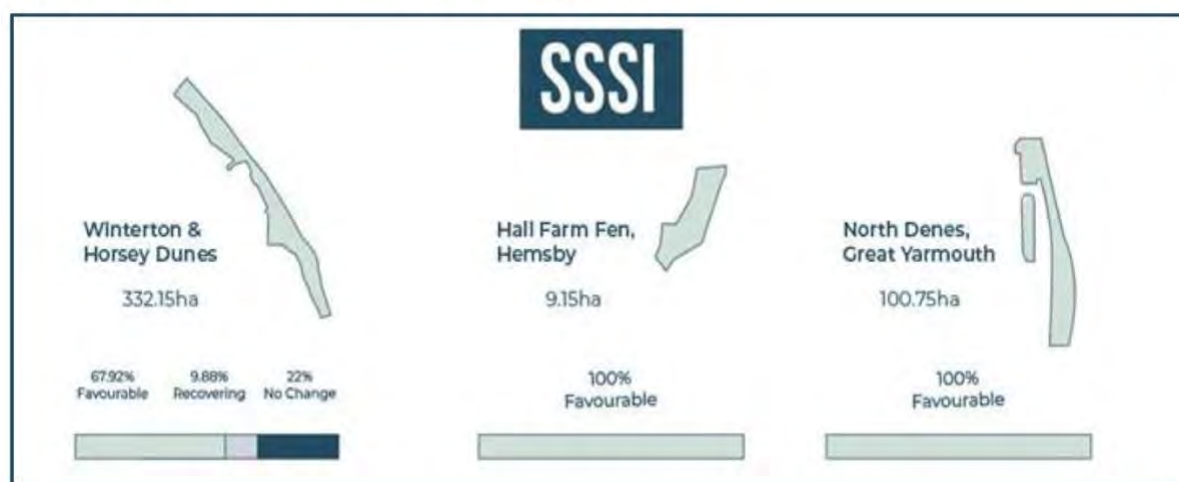 SSSI
Winterton &
Horsey Dunes
332.15ha
67.92%
Favourable
9.88%
Recovering
22%
No Change
Hall Farm Fen,
Hemsby
9.15ha
100%
Favourable
North Denes,
Great Yarmouth
100.75ha
100%
Favourable